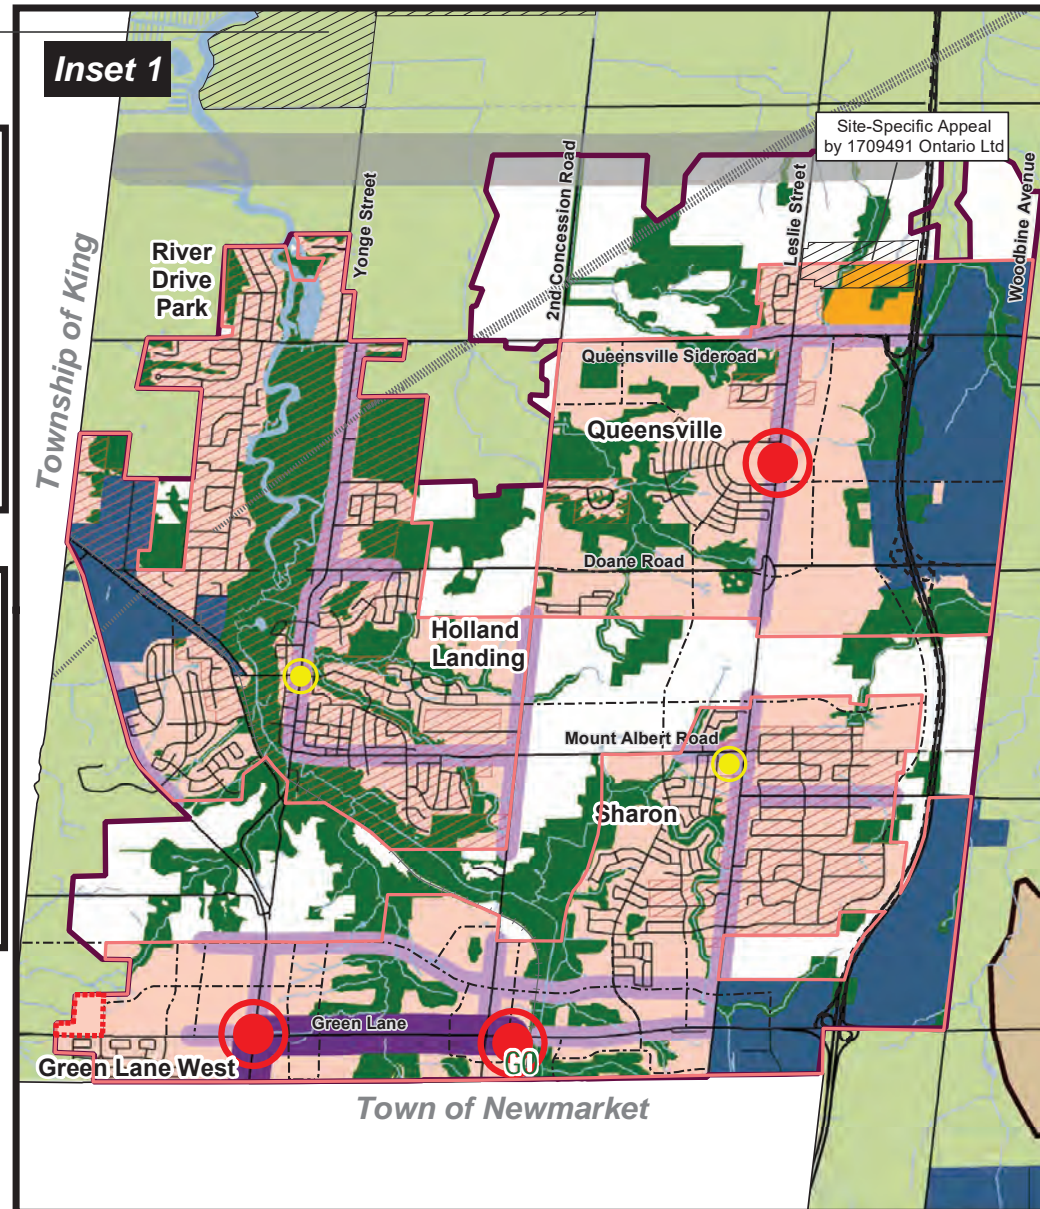 Inset 1
Site-Specific Appeal
by 1709491 Ontario Ltd
Township of King
River
Drive
Park
Yonge Street
2nd Concession Road
Leslie Street
Woodbine Avenue
Queensville Sideroad
Queensville
Doane Road
Holland
Landing
Mount Albert Road
Sharon
Green Lane
GO
Green Lane West
Town of Newmarket